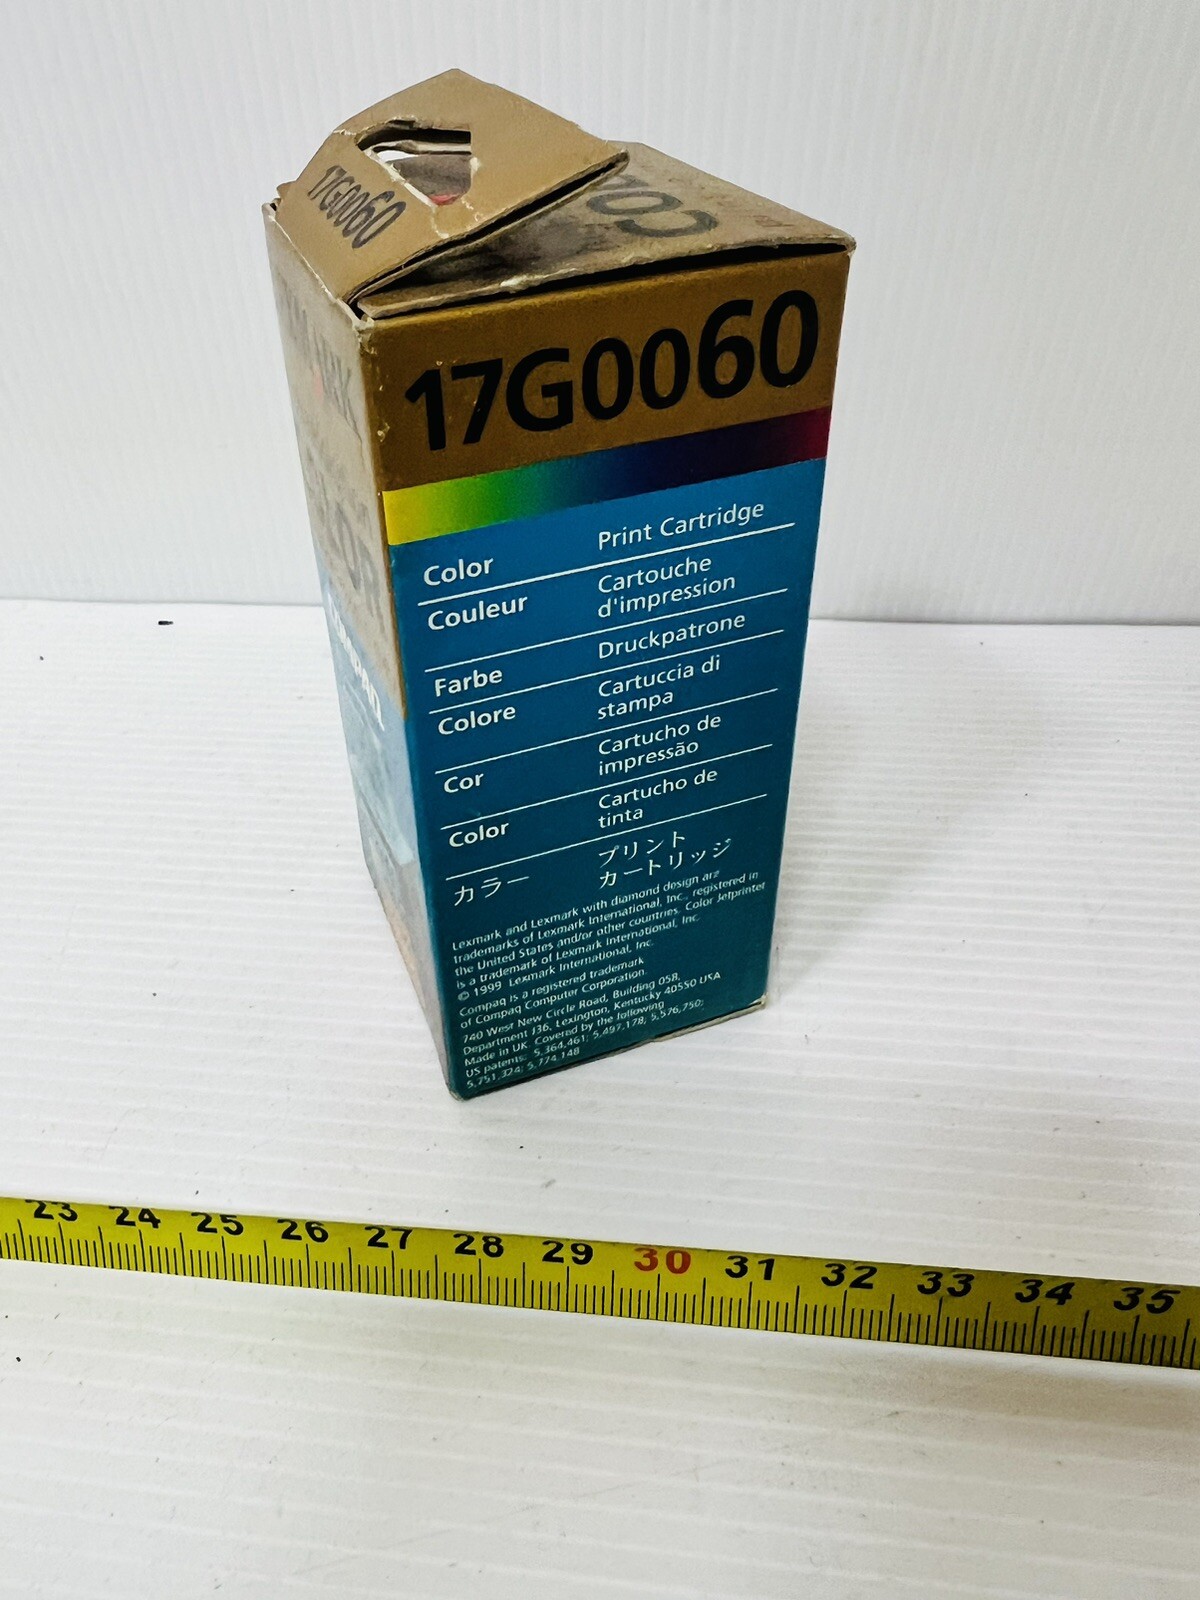 17G0060
COLOR
17G0060
Color Print Cartridge
Couleur Cartouche
d'impression
Farbe Druckpatrone
Colore Cartuccia di
stampa
Cor Cartucho de
impressão
Color Cartucho de
tinta
カラー プリント
カートリッジ
Lexmark and Lexmark with diamond design are
trademarks of Lexmark International, Inc., registered in
the United States and/or other countries. Color Jetprinter
is a trademark of Lexmark International, Inc.
© 1999 Lexmark International, Inc.
Compaq is a registered trademark
of Compaq Computer Corporation.
740 West New Circle Road, Building 058,
Department J36, Lexington, Kentucky 40550 USA
Made in UK. Covered by the following
US patents: 5,364,461; 5,497,178; 5,576,750;
5,751,324; 5,774,148
23 24 25 26 27 28 29 30 31 32 33 34 35